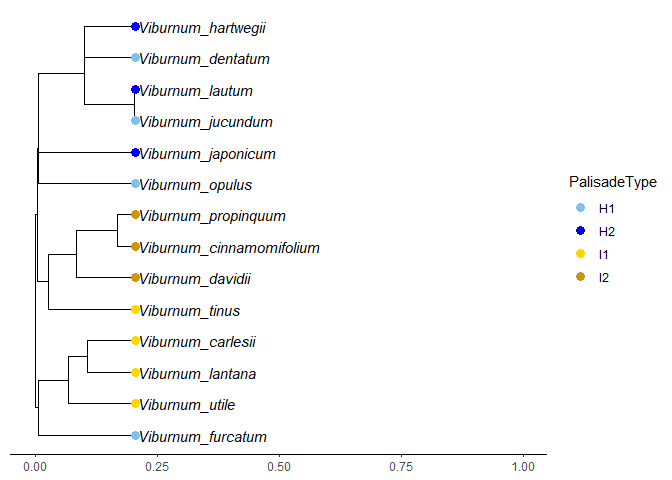 Viburnum_hartwegii
Viburnum_dentatum
Viburnum_lautum
Viburnum_jucundum
Viburnum_japonicum
Viburnum_opulus
Viburnum_propinquum
Viburnum_cinnamomifolium
Viburnum_davidii
Viburnum_tinus
Viburnum_carlesii
Viburnum_lantana
Viburnum_utile
Viburnum_furcatum
0.00 0.25 0.50 0.75 1.00
PalisadeType
H1
H2
I1
I2